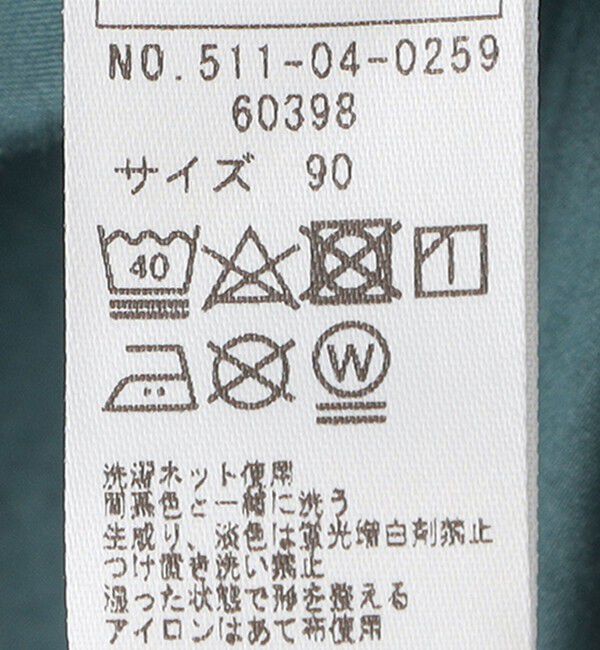 NO.511-04-0259
60398
サイズ 90
40
W
洗濯ネット使用
同系色と一緒に洗う
生成り、淡色は蛍光増白剤禁止
つけ置き洗い禁止
湿った状態で形を整える
アイロンはあて布使用